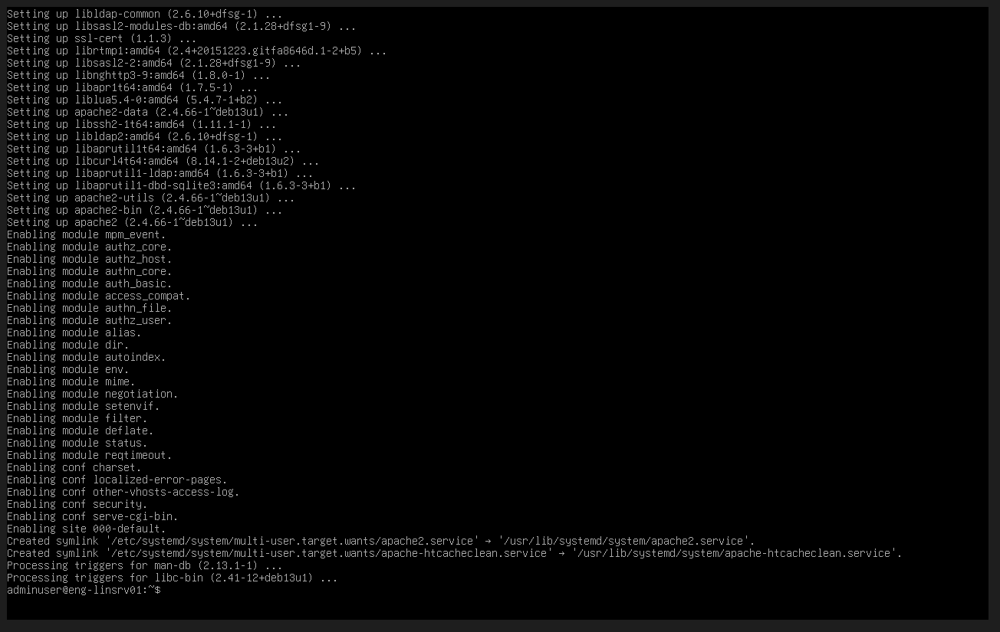 Setting up libldap-common (2.6.10+dfsg-1) ...
Setting up libsasl2-modules-db:amd64 (2.1.28+dfsg1-9) ...
Setting up ssl-cert (1.1.3) ...
Setting up librtmp1:amd64 (2.4+20151223.gitfa8646d.1-2+b5) ...
Setting up libsasl2-2:amd64 (2.1.28+dfsg1-9) ...
Setting up libnghttp3-9:amd64 (1.8.0-1) ...
Setting up libapr1t64:amd64 (1.7.5-1) ...
Setting up liblua5.4-0:amd64 (5.4.7-1+b2) ...
Setting up apache2-data (2.4.66-1~deb13u1) ...
Setting up libssh2-1t64:amd64 (1.11.1-1) ...
Setting up libldap2:amd64 (2.6.10+dfsg-1) ...
Setting up libaprutil1t64:amd64 (1.6.3-3+b1) ...
Setting up libcurl4t64:amd64 (8.14.1-2+deb13u2) ...
Setting up libaprutil1-ldap:amd64 (1.6.3-3+b1) ...
Setting up libaprutil1-dbd-sqlite3:amd64 (1.6.3-3+b1) ...
Setting up apache2-utils (2.4.66-1~deb13u1) ...
Setting up apache2-bin (2.4.66-1~deb13u1) ...
Setting up apache2 (2.4.66-1~deb13u1) ...
Enabling module mpm_event.
Enabling module authz_core.
Enabling module authz_host.
Enabling module authn_core.
Enabling module auth_basic.
Enabling module access_compat.
Enabling module authn_file.
Enabling module authz_user.
Enabling module alias.
Enabling module dir.
Enabling module autoindex.
Enabling module env.
Enabling module mime.
Enabling module negotiation.
Enabling module setenvif.
Enabling module filter.
Enabling module deflate.
Enabling module status.
Enabling module reqtimeout.
Enabling conf charset.
Enabling conf localized-error-pages.
Enabling conf other-vhosts-access-log.
Enabling conf security.
Enabling conf serve-cgi-bin.
Enabling site 000-default.
Created symlink '/etc/systemd/system/multi-user.target.wants/apache2.service' → '/usr/lib/systemd/system/apache2.service'.
Created symlink '/etc/systemd/system/multi-user.target.wants/apache-htcacheclean.service' → '/usr/lib/systemd/system/apache-htcacheclean.service'.
Processing triggers for man-db (2.13.1-1) ...
Processing triggers for libc-bin (2.41-12+deb13u1) ...
adminuser@eng-linsrv01:~$